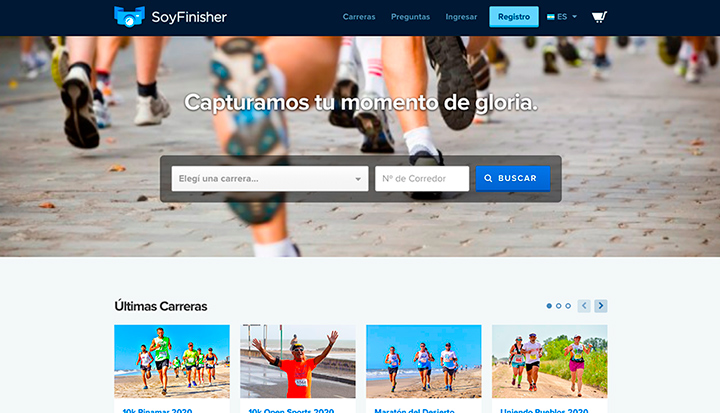 SoyFinisher
Carreras Preguntas Ingresar Registro ES
Capturamos tu momento de gloria.
Elegí una carrera... Nº de Corredor BUSCAR
Últimas Carreras
10k Pinamar 2020 10k Open Sports 2020 Maratón del Desierto Uniendo Pueblos 2020